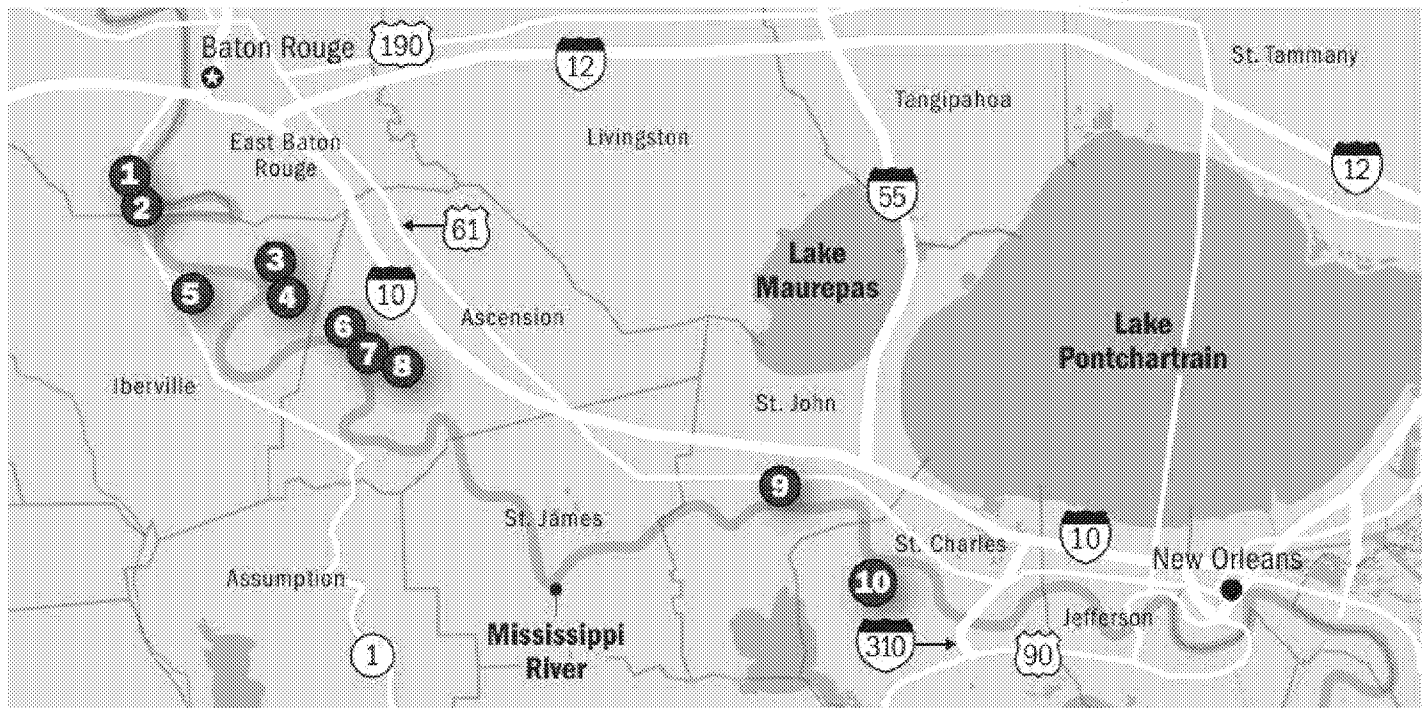 Baton Rouge
190
12
St. Tammany
Tangipahoa
Livingston
East Baton
Rouge
12
1
2
55
61
3
Lake
Maurepas
5
4
10
6
Ascension
Lake
Pontchartrain
7
8
Iberville
St. John
9
St. James
St. Charles
10
New Orleans
Assumption
10
Jefferson
Mississippi
River
310
90
1